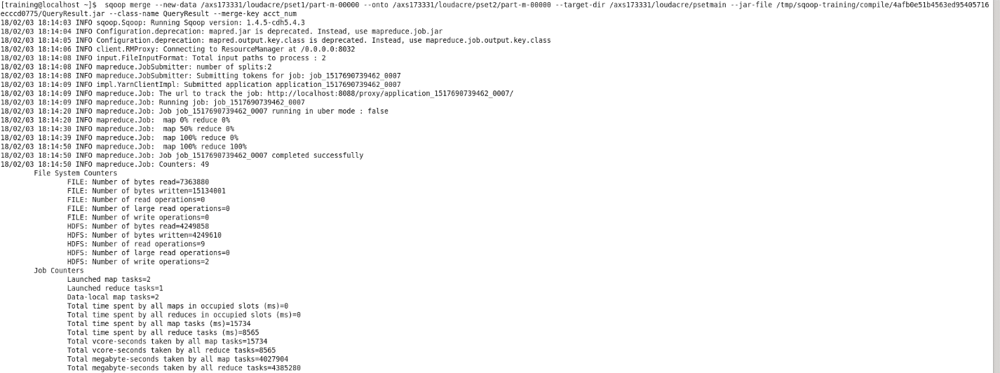 [training@localhost ~]$  sqoop merge --new-data /axs173331/loudacre/pset1/part-m-00000 --onto /axs173331/loudacre/pset2/part-m-00000 --target-dir /axs173331/loudacre/psetmain --jar-file /tmp/sqoop-training/compile/4afb0e51b4563ed95405716
ecccd0775/QueryResult.jar --class-name QueryResult --merge-key acct_num
18/02/03 18:14:03 INFO sqoop.Sqoop: Running Sqoop version: 1.4.5-cdh5.4.3
18/02/03 18:14:04 INFO Configuration.deprecation: mapred.jar is deprecated. Instead, use mapreduce.job.jar
18/02/03 18:14:05 INFO Configuration.deprecation: mapred.output.key.class is deprecated. Instead, use mapreduce.job.output.key.class
18/02/03 18:14:06 INFO client.RMProxy: Connecting to ResourceManager at /0.0.0.0:8032
18/02/03 18:14:08 INFO input.FileInputFormat: Total input paths to process : 2
18/02/03 18:14:08 INFO mapreduce.JobSubmitter: number of splits:2
18/02/03 18:14:08 INFO mapreduce.JobSubmitter: Submitting tokens for job: job_1517690739462_0007
18/02/03 18:14:09 INFO impl.YarnClientImpl: Submitted application application_1517690739462_0007
18/02/03 18:14:09 INFO mapreduce.Job: The url to track the job: http://localhost:8088/proxy/application_1517690739462_0007/
18/02/03 18:14:09 INFO mapreduce.Job: Running job: job_1517690739462_0007
18/02/03 18:14:20 INFO mapreduce.Job: Job job_1517690739462_0007 running in uber mode : false
18/02/03 18:14:20 INFO mapreduce.Job:  map 0% reduce 0%
18/02/03 18:14:30 INFO mapreduce.Job:  map 50% reduce 0%
18/02/03 18:14:39 INFO mapreduce.Job:  map 100% reduce 0%
18/02/03 18:14:50 INFO mapreduce.Job:  map 100% reduce 100%
18/02/03 18:14:50 INFO mapreduce.Job: Job job_1517690739462_0007 completed successfully
18/02/03 18:14:50 INFO mapreduce.Job: Counters: 49
File System Counters
FILE: Number of bytes read=7363880
FILE: Number of bytes written=15134001
FILE: Number of read operations=0
FILE: Number of large read operations=0
FILE: Number of write operations=0
HDFS: Number of bytes read=4249858
HDFS: Number of bytes written=4249610
HDFS: Number of read operations=9
HDFS: Number of large read operations=0
HDFS: Number of write operations=2
Job Counters
Launched map tasks=2
Launched reduce tasks=1
Data-local map tasks=2
Total time spent by all maps in occupied slots (ms)=0
Total time spent by all reduces in occupied slots (ms)=0
Total time spent by all map tasks (ms)=15734
Total time spent by all reduce tasks (ms)=8565
Total vcore-seconds taken by all map tasks=15734
Total vcore-seconds taken by all reduce tasks=8565
Total megabyte-seconds taken by all map tasks=4027904
Total megabyte-seconds taken by all reduce tasks=4385280